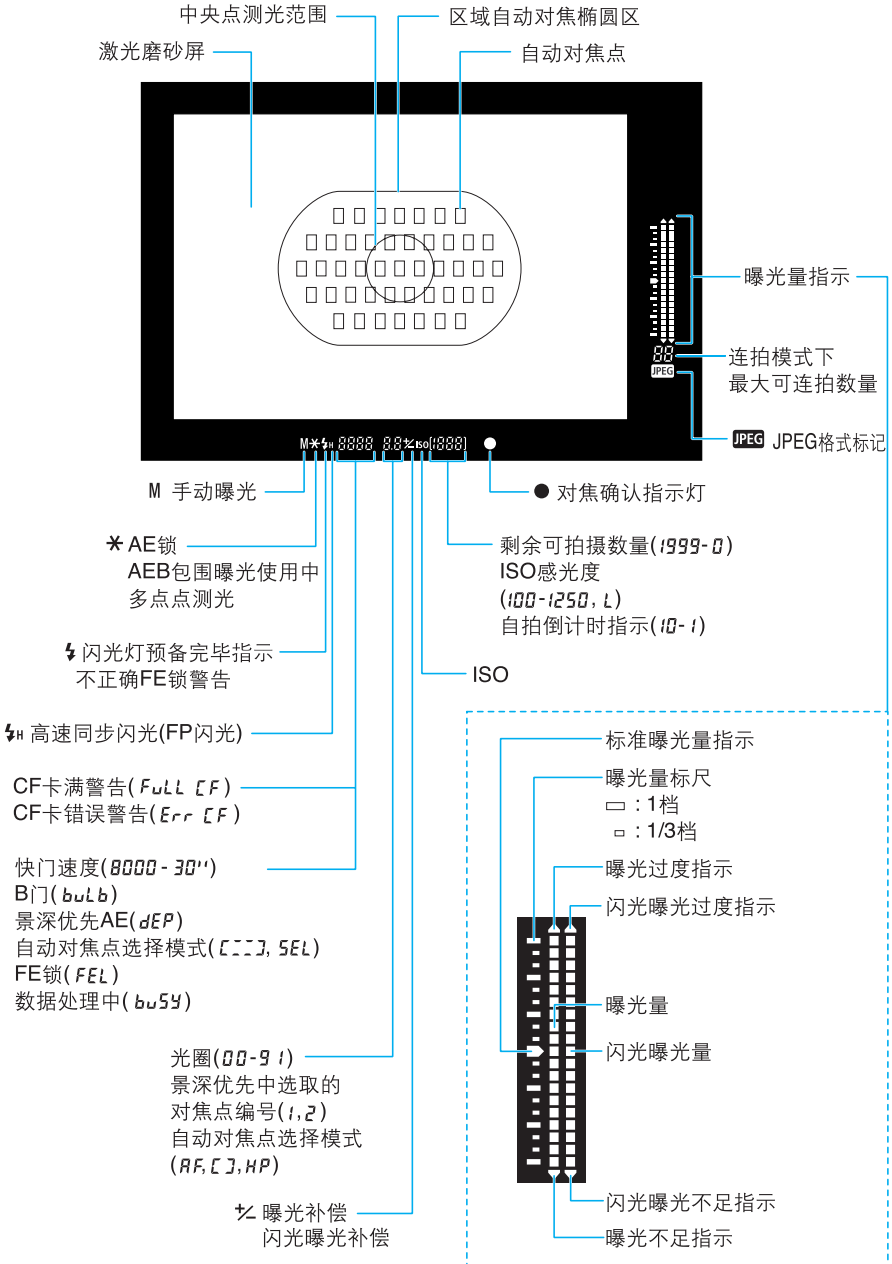 中央点测光范围
区域自动对焦椭圆区
激光磨砂屏
自动对焦点
曝光量指示
连拍模式下
最大可连拍数量
JPEG
JPEG JPEG格式标记
M 8888 8.8 ISO [1888]
M 手动曝光
对焦确认指示灯
AE锁
AEB包围曝光使用中
多点点测光
剩余可拍摄数量(1999-0)
ISO感光度
(100-1250, L)
自拍倒计时指示(10-1)
闪光灯预备完毕指示
不正确FE锁警告
ISO
H 高速同步闪光(FP闪光)
CF卡满警告(FuLL CF)
CF卡错误警告(Err CF)
快门速度(8000-30'')
B门(buLb)
景深优先AE(dEP)
自动对焦点选择模式([---], SEL)
FE锁(FEL)
数据处理中(buSY)
光圈(00-91)
景深优先中选取的
对焦点编号(1,2)
自动对焦点选择模式
(AF,[ ],HP)
+/- 曝光补偿
闪光曝光补偿
标准曝光量指示
曝光量标尺
: 1档
: 1/3档
曝光过度指示
闪光曝光过度指示
曝光量
闪光曝光量
闪光曝光不足指示
曝光不足指示